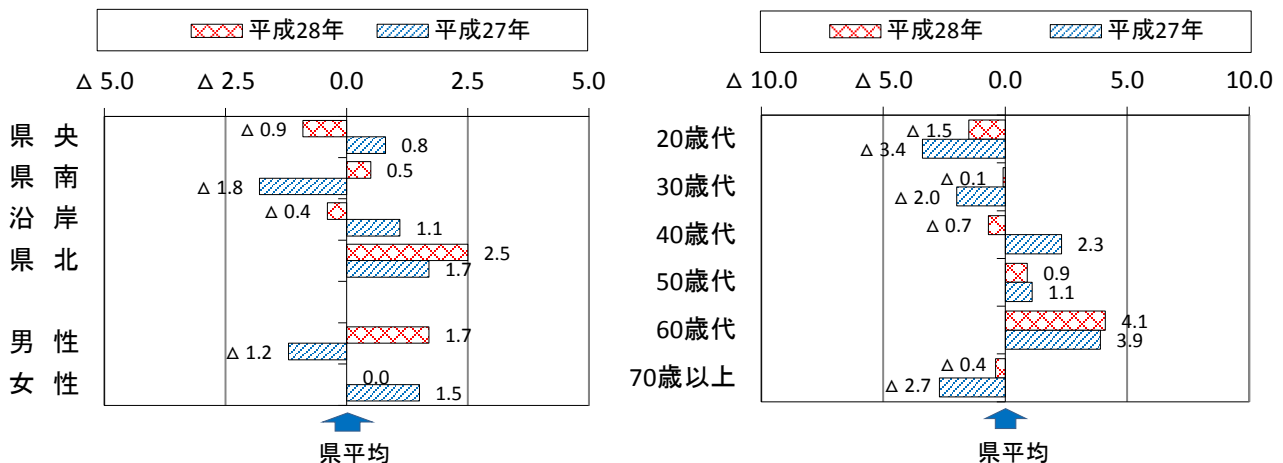 平成28年 平成27年
△ 5.0 △ 2.5 0.0 2.5 5.0
県 央 △ 0.9 0.8
県 南 0.5 △ 1.8
沿 岸 △ 0.4 1.1
県 北 2.5 1.7
男 性 1.7 △ 1.2
女 性 0.0 1.5
県平均
平成28年 平成27年
△ 10.0 △ 5.0 0.0 5.0 10.0
20歳代 △ 1.5 △ 3.4
30歳代 △ 0.1 △ 2.0
40歳代 △ 0.7 2.3
50歳代 0.9 1.1
60歳代 4.1 3.9
70歳以上 △ 0.4 △ 2.7
県平均